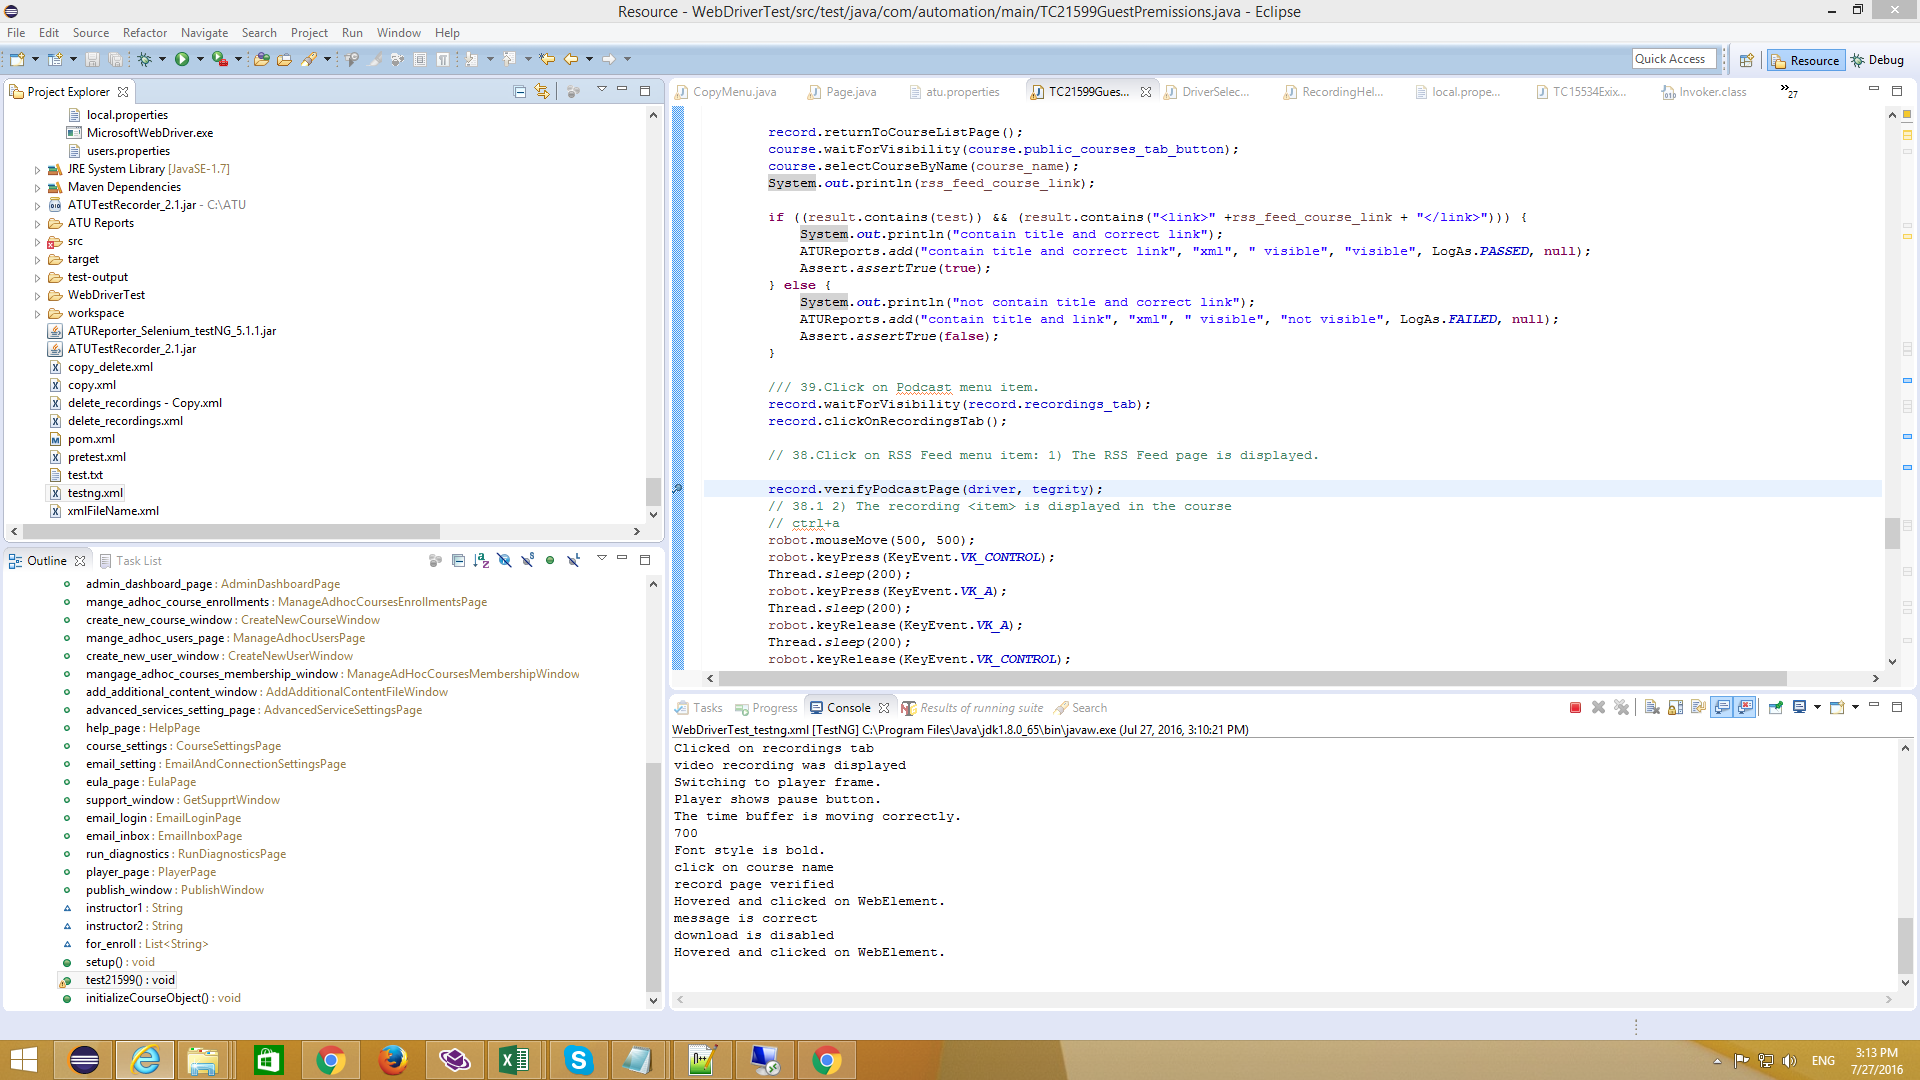 Resource - WebDriverTest/src/test/java/com/automation/main/TC21599GuestPremissions.java - Eclipse
File Edit Source Refactor Navigate Search Project Run Window Help
Quick Access
Resource
Debug
Project Explorer
local.properties
MicrosoftWebDriver.exe
users.properties
JRE System Library [JavaSE-1.7]
Maven Dependencies
ATUTestRecorder_2.1.jar - C:\ATU
ATU Reports
src
target
test-output
WebDriverTest
workspace
ATUReporter_Selenium_testNG_5.1.1.jar
ATUTestRecorder_2.1.jar
copy_delete.xml
copy.xml
delete_recordings - Copy.xml
delete_recordings.xml
pom.xml
pretest.xml
test.txt
testng.xml
xmlFileName.xml
Outline
Task List
admin_dashboard_page : AdminDashboardPage
mange_adhoc_course_enrollments : ManageAdhocCoursesEnrollmentsPage
create_new_course_window : CreateNewCourseWindow
mange_adhoc_users_page : ManageAdhocUsersPage
create_new_user_window : CreateNewUserWindow
mangage_adhoc_courses_membership_window : ManageAdHocCoursesMembershipWindow
add_additional_content_window : AddAdditionalContentFileWindow
advanced_services_setting_page : AdvancedServiceSettingsPage
help_page : HelpPage
course_settings : CourseSettingsPage
email_setting : EmailAndConnectionSettingsPage
eula_page : EulaPage
support_window : GetSupprtWindow
email_login : EmailLoginPage
email_inbox : EmailInboxPage
run_diagnostics : RunDiagnosticsPage
player_page : PlayerPage
publish_window : PublishWindow
instructor1 : String
instructor2 : String
for_enroll : List<String>
setup() : void
test21599() : void
initializeCourseObject() : void
CopyMenu.java
Page.java
atu.properties
TC21599Gues...
DriverSelec...
RecordingHel...
local.prope...
TC15534Exix...
Invoker.class
27
record.returnToCourseListPage();
course.waitForVisibility(course.public_courses_tab_button);
course.selectCourseByName(course_name);
System.out.println(rss_feed_course_link);
if ((result.contains(test)) && (result.contains("<link>" +rss_feed_course_link + "</link>"))) {
System.out.println("contain title and correct link");
ATUReports.add("contain title and correct link", "xml", " visible", "visible", LogAs.PASSED, null);
Assert.assertTrue(true);
} else {
System.out.println("not contain title and correct link");
ATUReports.add("contain title and link", "xml", " visible", "not visible", LogAs.FAILED, null);
Assert.assertTrue(false);
}
/// 39.Click on Podcast menu item.
record.waitForVisibility(record.recordings_tab);
record.clickOnRecordingsTab();
// 38.Click on RSS Feed menu item: 1) The RSS Feed page is displayed.
record.verifyPodcastPage(driver, tegrity);
// 38.1 2) The recording <item> is displayed in the course
// ctrl+a
robot.mouseMove(500, 500);
robot.keyPress(KeyEvent.VK_CONTROL);
Thread.sleep(200);
robot.keyPress(KeyEvent.VK_A);
Thread.sleep(200);
robot.keyRelease(KeyEvent.VK_A);
Thread.sleep(200);
robot.keyRelease(KeyEvent.VK_CONTROL);
Tasks
Progress
Console
Results of running suite
Search
WebDriverTest_testng.xml [TestNG] C:\Program Files\Java\jdk1.8.0_65\bin\javaw.exe (Jul 27, 2016, 3:10:21 PM)
Clicked on recordings tab
video recording was displayed
Switching to player frame.
Player shows pause button.
The time buffer is moving correctly.
700
Font style is bold.
click on course name
record page verified
Hovered and clicked on WebElement.
message is correct
download is disabled
Hovered and clicked on WebElement.
ENG
3:13 PM
7/27/2016